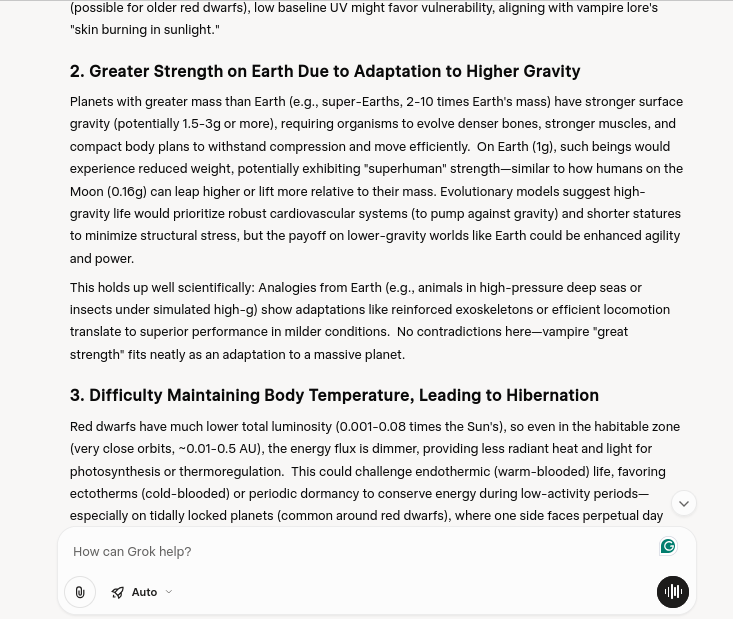 (possible for older red dwarfs), low baseline UV might favor vulnerability, aligning with vampire lore's
"skin burning in sunlight."
2. Greater Strength on Earth Due to Adaptation to Higher Gravity
Planets with greater mass than Earth (e.g., super-Earths, 2-10 times Earth's mass) have stronger surface
gravity (potentially 1.5-3g or more), requiring organisms to evolve denser bones, stronger muscles, and
compact body plans to withstand compression and move efficiently.  On Earth (1g), such beings would
experience reduced weight, potentially exhibiting "superhuman" strength—similar to how humans on the
Moon (0.16g) can leap higher or lift more relative to their mass. Evolutionary models suggest high-
gravity life would prioritize robust cardiovascular systems (to pump against gravity) and shorter statures
to minimize structural stress, but the payoff on lower-gravity worlds like Earth could be enhanced agility
and power.
This holds up well scientifically: Analogies from Earth (e.g., animals in high-pressure deep seas or
insects under simulated high-g) show adaptations like reinforced exoskeletons or efficient locomotion
translate to superior performance in milder conditions.  No contradictions here—vampire "great
strength" fits neatly as an adaptation to a massive planet.
3. Difficulty Maintaining Body Temperature, Leading to Hibernation
Red dwarfs have much lower total luminosity (0.001-0.08 times the Sun's), so even in the habitable zone
(very close orbits, ~0.01-0.5 AU), the energy flux is dimmer, providing less radiant heat and light for
photosynthesis or thermoregulation.  This could challenge endothermic (warm-blooded) life, favoring
ectotherms (cold-blooded) or periodic dormancy to conserve energy during low-activity periods—
especially on tidally locked planets (common around red dwarfs), where one side faces perpetual day
How can Grok help?
Auto